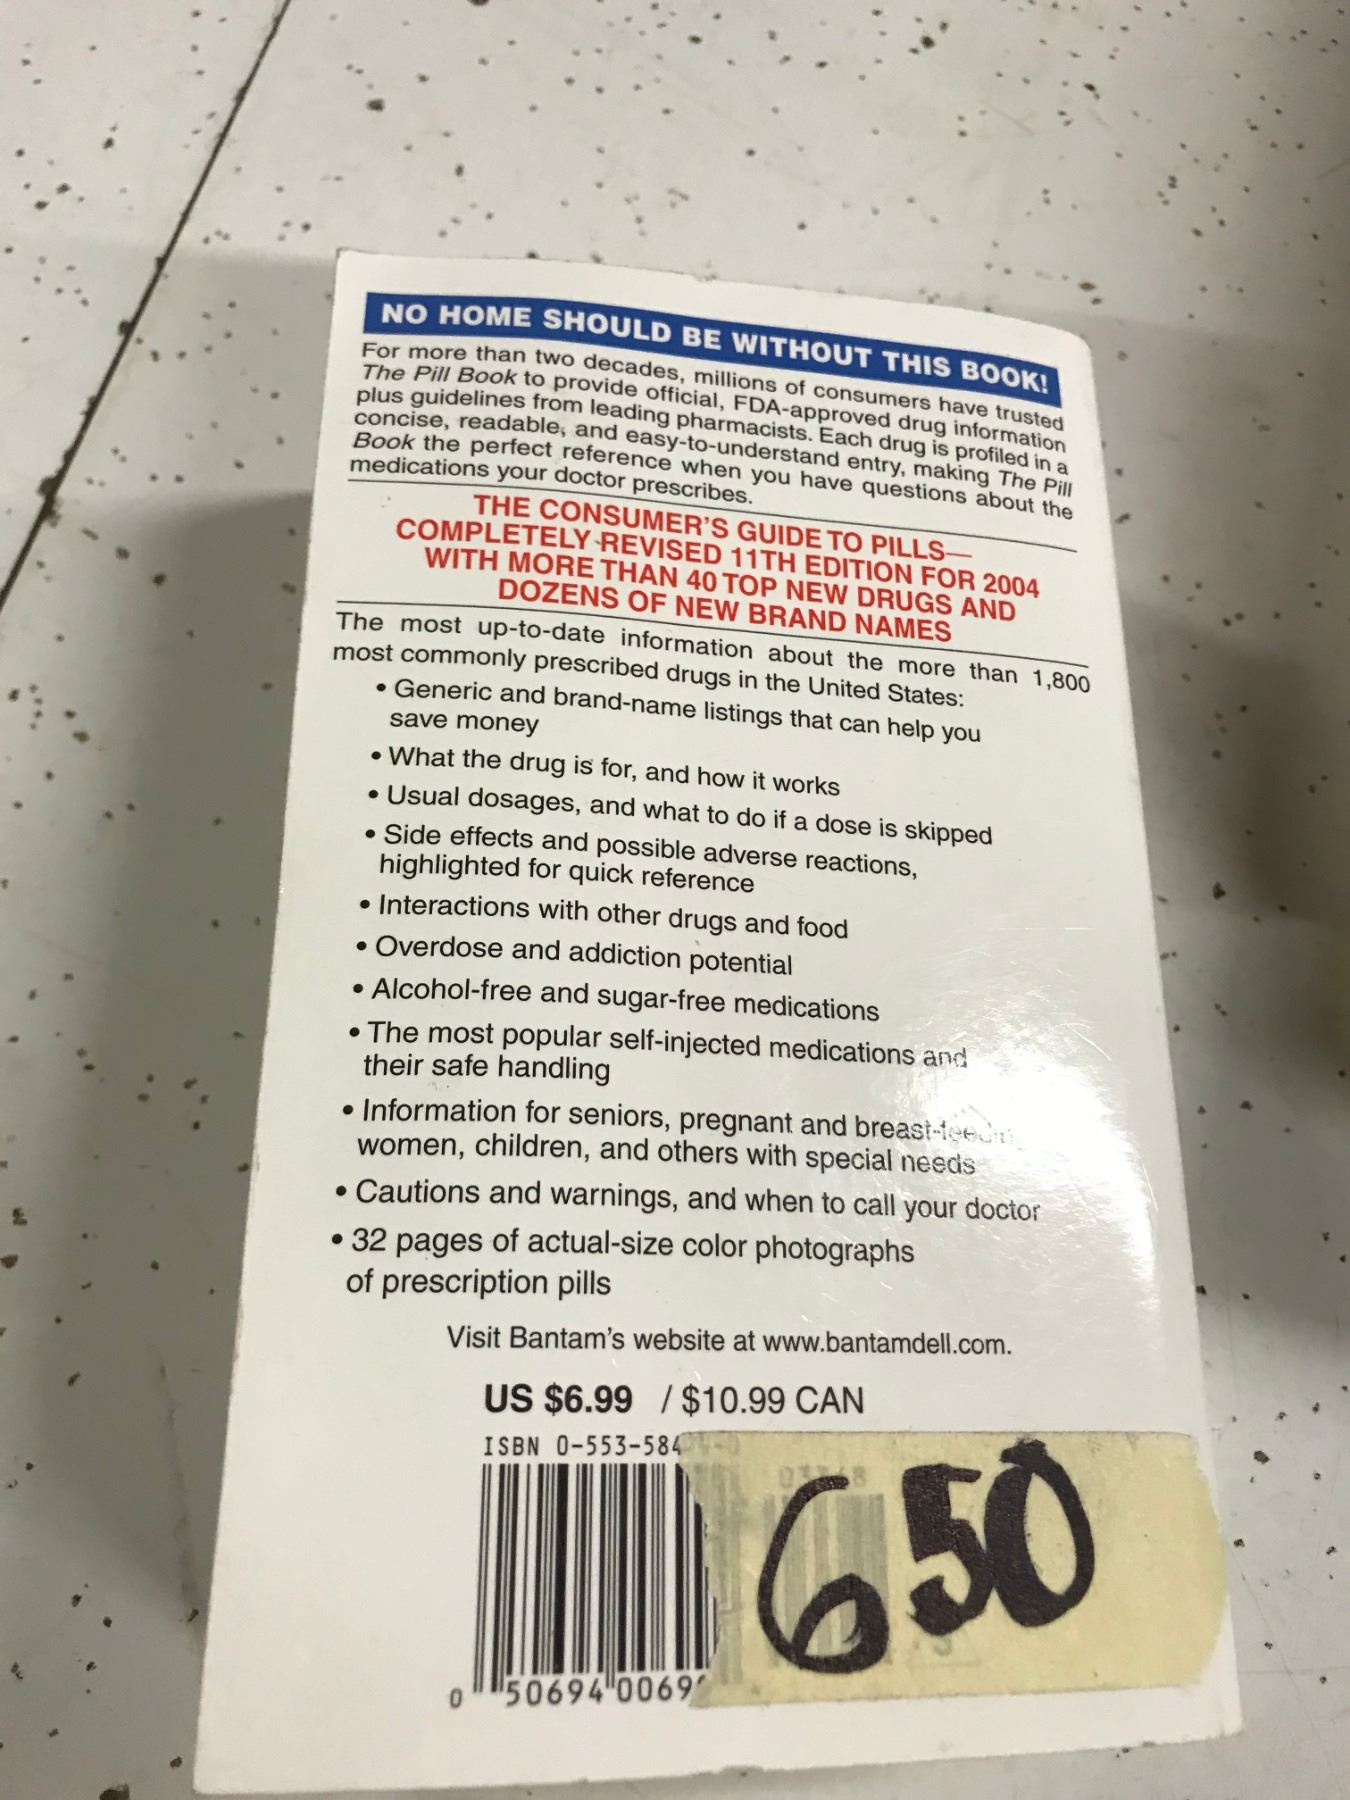 NO HOME SHOULD BE WITHOUT THIS BOOK!
For more than two decades, millions of consumers have trusted
The Pill Book to provide official, FDA-approved drug information
plus guidelines from leading pharmacists. Each drug is profiled in a
concise, readable, and easy-to-understand entry, making The Pill
Book the perfect reference when you have questions about the
medications your doctor prescribes.
THE CONSUMER'S GUIDE TO PILLS—
COMPLETELY REVISED 11TH EDITION FOR 2004
WITH MORE THAN 40 TOP NEW DRUGS AND
DOZENS OF NEW BRAND NAMES
The most up-to-date information about the more than 1,800
most commonly prescribed drugs in the United States:
• Generic and brand-name listings that can help you
save money
• What the drug is for, and how it works
• Usual dosages, and what to do if a dose is skipped
• Side effects and possible adverse reactions,
highlighted for quick reference
• Interactions with other drugs and food
• Overdose and addiction potential
• Alcohol-free and sugar-free medications
• The most popular self-injected medications and
their safe handling
• Information for seniors, pregnant and
women, children, and others with special needs
• Cautions and warnings, and when to call your doctor
• 32 pages of actual-size color photographs
of prescription pills
Visit Bantam's website at www.bantamdell.com.
US $6.99 / $10.99 CAN
ISBN 0-553-584
650
0 50694 0069